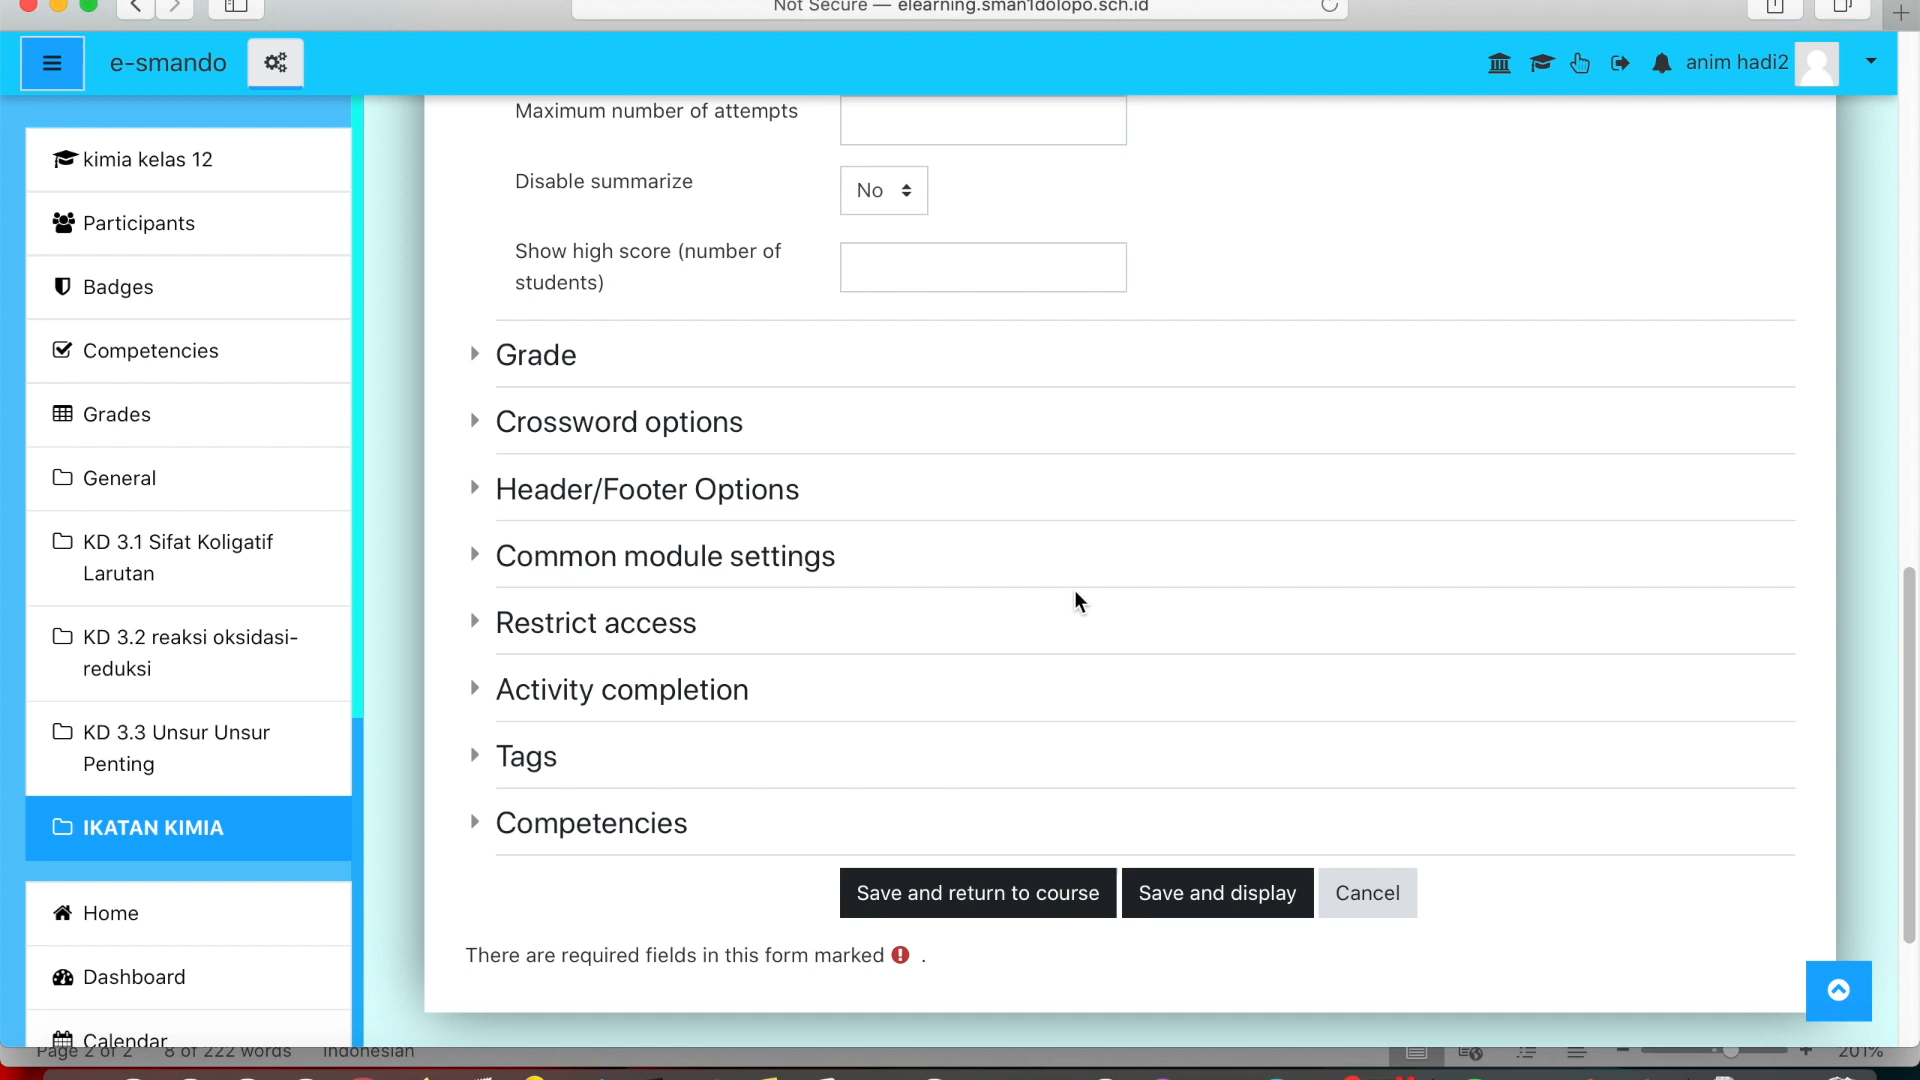 Not Secure — elearning.sman1dolopo.sch.id
e-smando
anim hadi2
kimia kelas 12
Participants
Badges
Competencies
Grades
General
KD 3.1 Sifat Koligatif
Larutan
KD 3.2 reaksi oksidasi-
reduksi
KD 3.3 Unsur Unsur
Penting
IKATAN KIMIA
Home
Dashboard
Calendar
Maximum number of attempts
Disable summarize
No
Show high score (number of
students)
Grade
Crossword options
Header/Footer Options
Common module settings
Restrict access
Activity completion
Tags
Competencies
Save and return to course
Save and display
Cancel
There are required fields in this form marked .
Page 2 of 2
8 of 222 words
Indonesian
201%